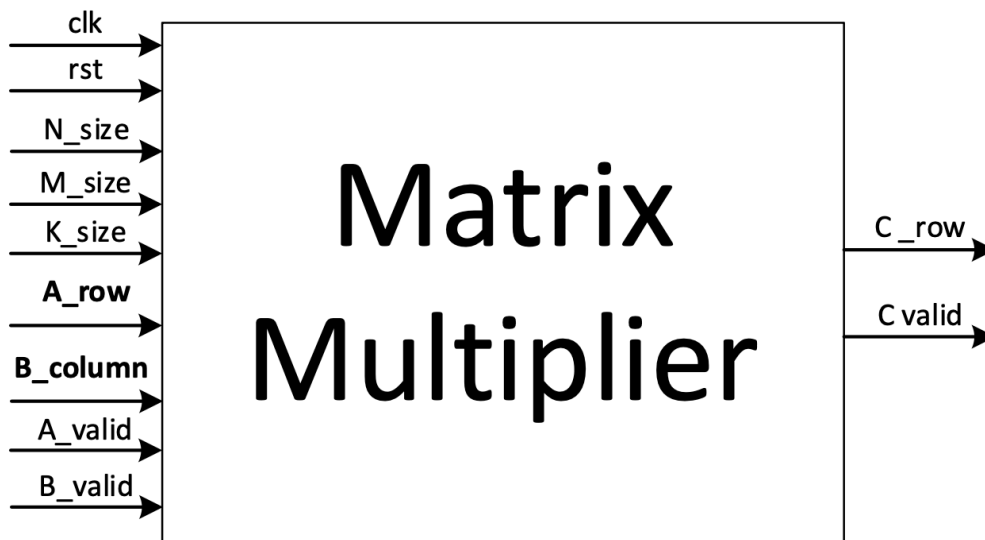 clk
rst
N_size
M_size
K_size
A_row
B_column
A_valid
B_valid
Matrix
Multiplier
C _row
C valid